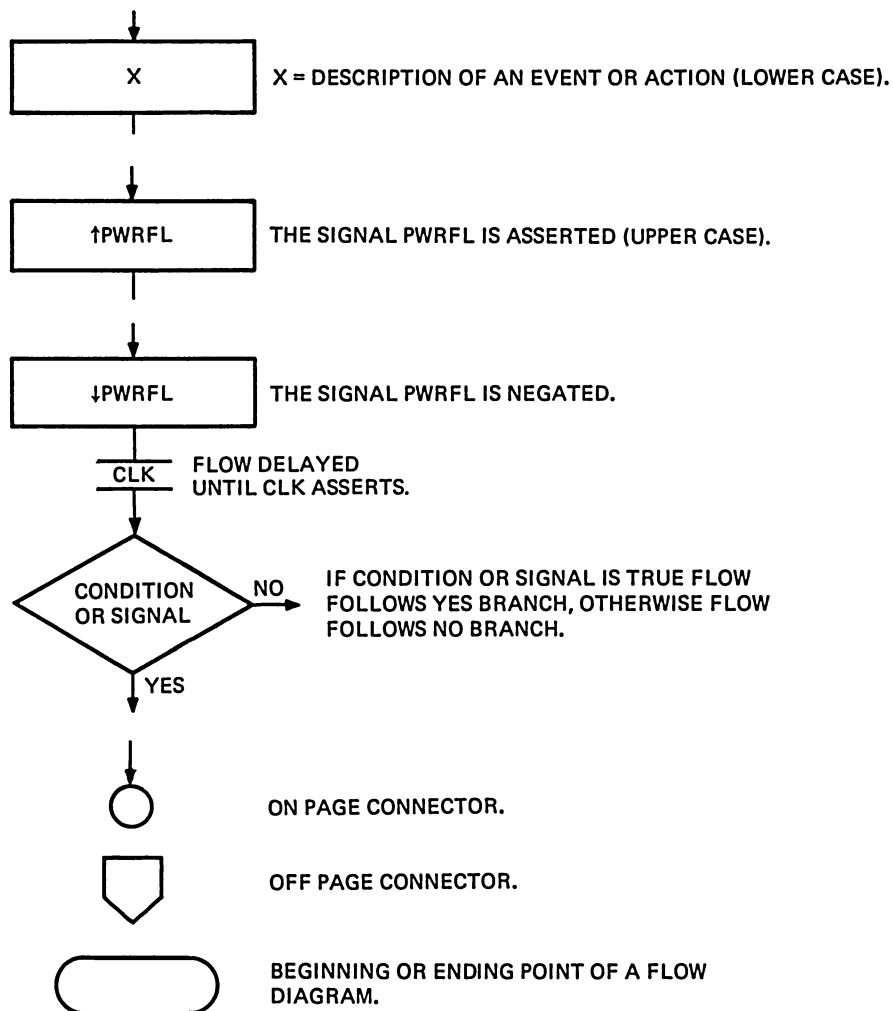 X
X = DESCRIPTION OF AN EVENT OR ACTION (LOWER CASE).
↑PWRFL
THE SIGNAL PWRFL IS ASSERTED (UPPER CASE).
↓PWRFL
THE SIGNAL PWRFL IS NEGATED.
CLK
FLOW DELAYED
UNTIL CLK ASSERTS.
CONDITION
OR SIGNAL
NO
YES
IF CONDITION OR SIGNAL IS TRUE FLOW
FOLLOWS YES BRANCH, OTHERWISE FLOW
FOLLOWS NO BRANCH.
ON PAGE CONNECTOR.
OFF PAGE CONNECTOR.
BEGINNING OR ENDING POINT OF A FLOW
DIAGRAM.